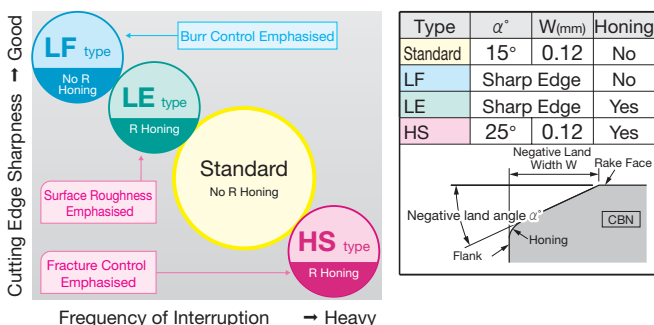 Cutting Edge Sharpness → Good
LF type
No R
Honing
Burr Control Emphasised
LE type
R Honing
Standard
No R Honing
Surface Roughness
Emphasised
HS type
R Honing
Fracture Control
Emphasised
Frequency of Interruption → Heavy
Type α° W(mm) Honing
Standard 15° 0.12 No
LF Sharp Edge No
LE Sharp Edge Yes
HS 25° 0.12 Yes
Negative Land
Width W
Rake Face
Negative land angle α°
CBN
Honing
Flank